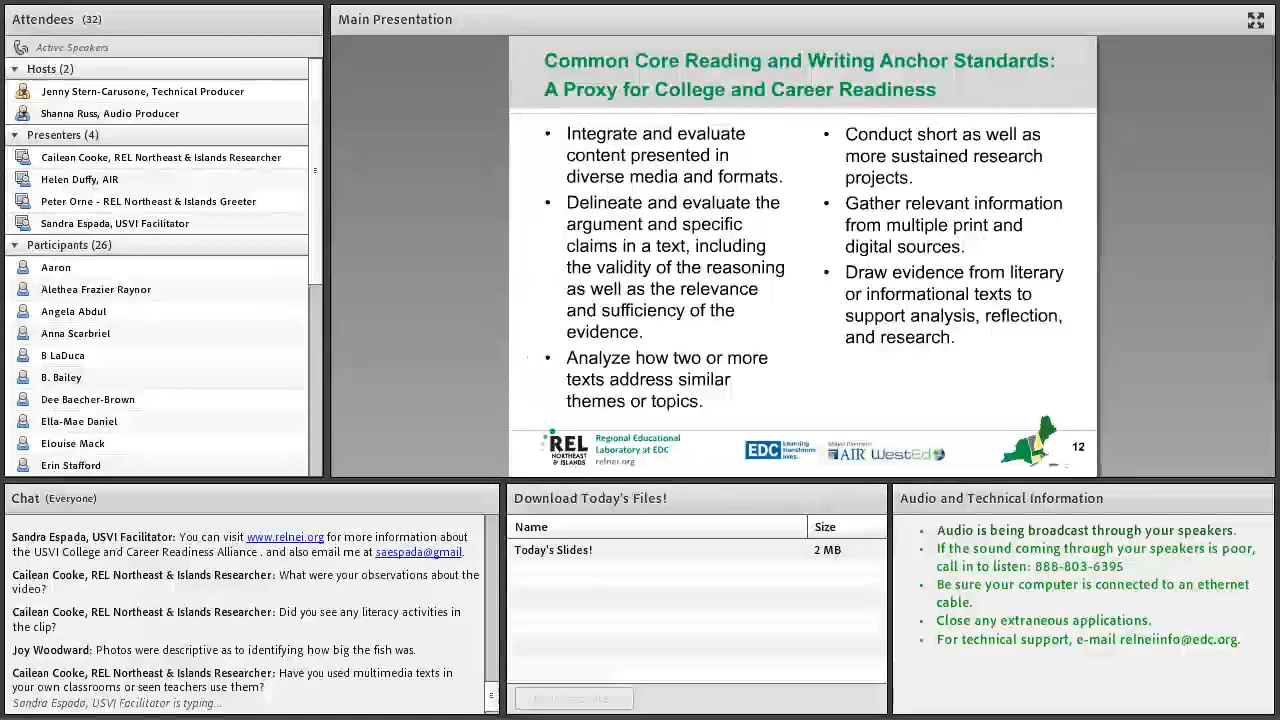 Attendees (32)
Active Speakers
Hosts (2)
Jenny Stern-Carusone, Technical Producer
Shanna Russ, Audio Producer
Presenters (4)
Cailean Cooke, REL Northeast & Islands Researcher
Helen Duffy, AIR
Peter Orne - REL Northeast & Islands Greeter
Sandra Espada, USVI Facilitator
Participants (26)
Aaron
Alethea Frazier Raynor
Angela Abdul
Anna Scarbriel
B LaDuca
B. Bailey
Dee Baecher-Brown
Ella-Mae Daniel
Elouise Mack
Erin Stafford
Main Presentation
Common Core Reading and Writing Anchor Standards:
A Proxy for College and Career Readiness
• Integrate and evaluate
content presented in
diverse media and formats.
• Delineate and evaluate the
argument and specific
claims in a text, including
the validity of the reasoning
as well as the relevance
and sufficiency of the
evidence.
• Analyze how two or more
texts address similar
themes or topics.
• Conduct short as well as
more sustained research
projects.
• Gather relevant information
from multiple print and
digital sources.
• Draw evidence from literary
or informational texts to
support analysis, reflection,
and research.
REL
NORTHEAST
& ISLANDS
Regional Educational
Laboratory at EDC
relnei.org
EDC Learning
transforms
lives.
Major Partners:
AIR WestEd
12
Chat (Everyone)
Sandra Espada, USVI Facilitator: You can visit www.relnei.org for more information about
the USVI College and Career Readiness Alliance . and also email me at saespada@gmail.
Cailean Cooke, REL Northeast & Islands Researcher: What were your observations about the
video?
Cailean Cooke, REL Northeast & Islands Researcher: Did you see any literacy activities in
the clip?
Joy Woodward: Photos were descriptive as to identifying how big the fish was.
Cailean Cooke, REL Northeast & Islands Researcher: Have you used multimedia texts in
your own classrooms or seen teachers use them?
Sandra Espada, USVI Facilitator is typing...
Download Today's Files!
Name Size
Today's Slides! 2 MB
Audio and Technical Information
• Audio is being broadcast through your speakers.
• If the sound coming through your speakers is poor,
call in to listen: 888-803-6395
• Be sure your computer is connected to an ethernet
cable.
• Close any extraneous applications.
• For technical support, e-mail relneiinfo@edc.org.